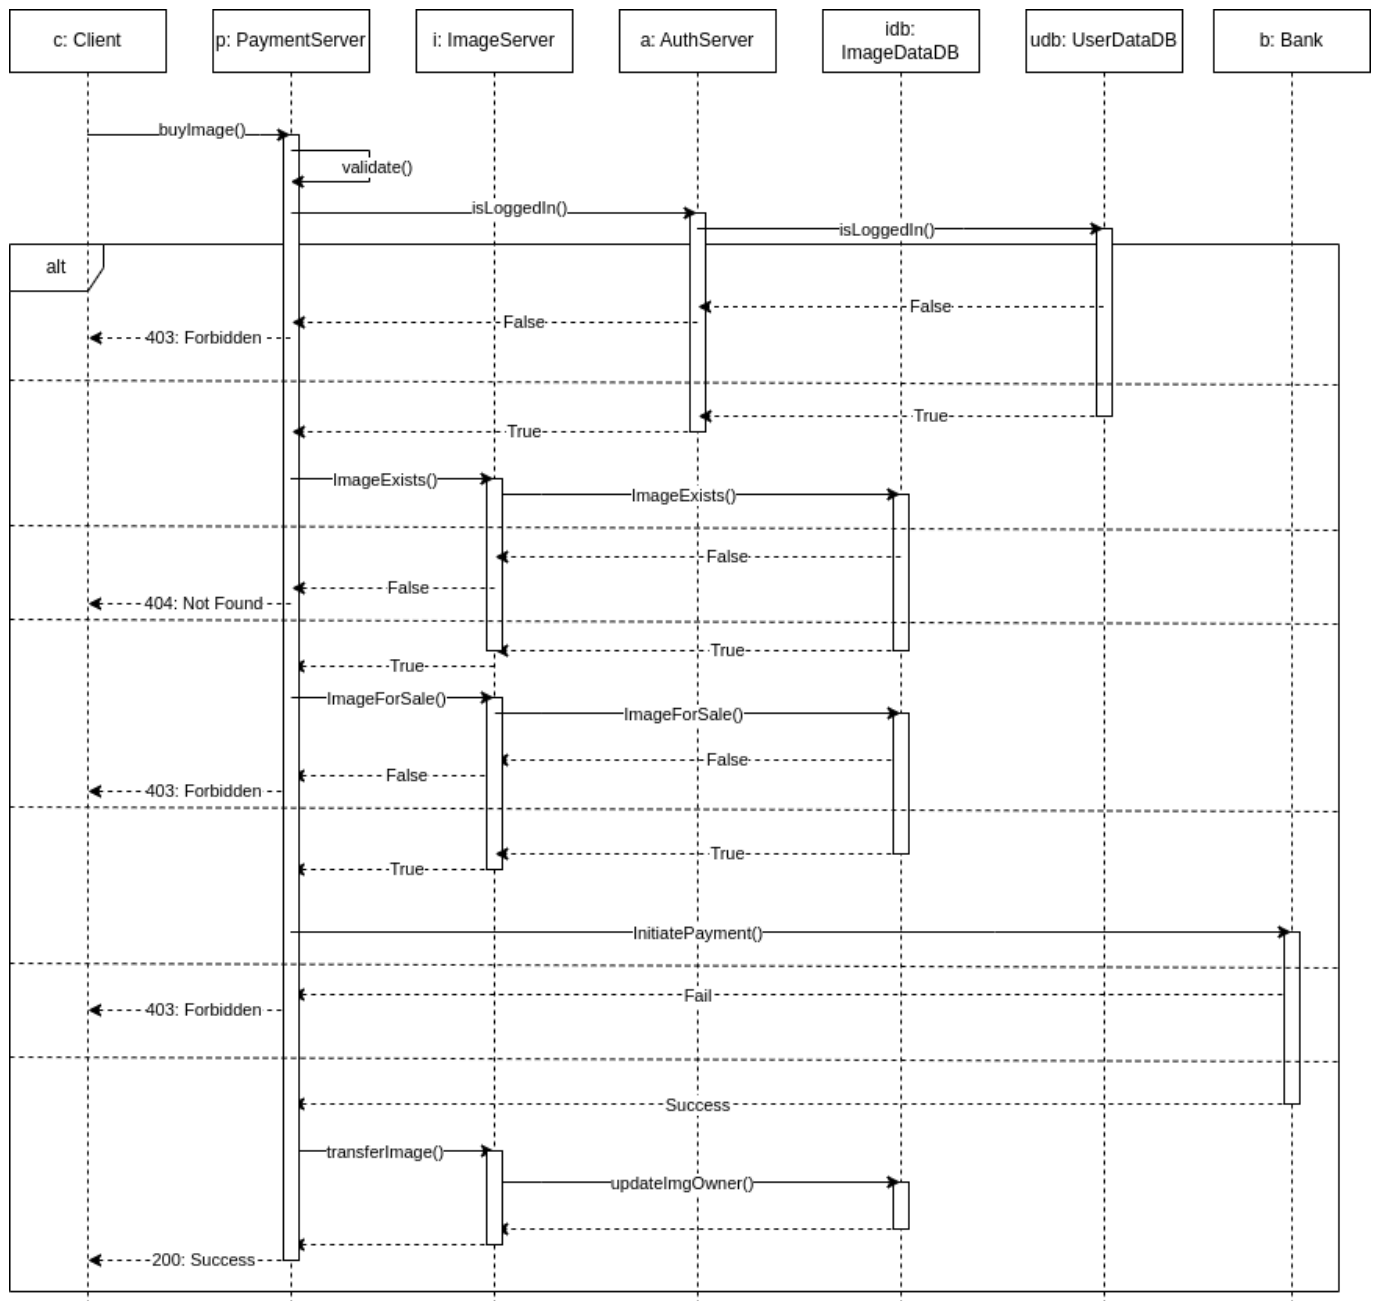 c: Client
p: PaymentServer
i: ImageServer
a: AuthServer
idb:
ImageDataDB
udb: UserDataDB
b: Bank
buyImage()
validate()
isLoggedIn()
isLoggedIn()
alt
False
False
403: Forbidden
True
True
ImageExists()
ImageExists()
False
False
404: Not Found
True
True
ImageForSale()
ImageForSale()
False
False
403: Forbidden
True
True
InitiatePayment()
Fail
403: Forbidden
Success
transferImage()
updateImgOwner()
200: Success